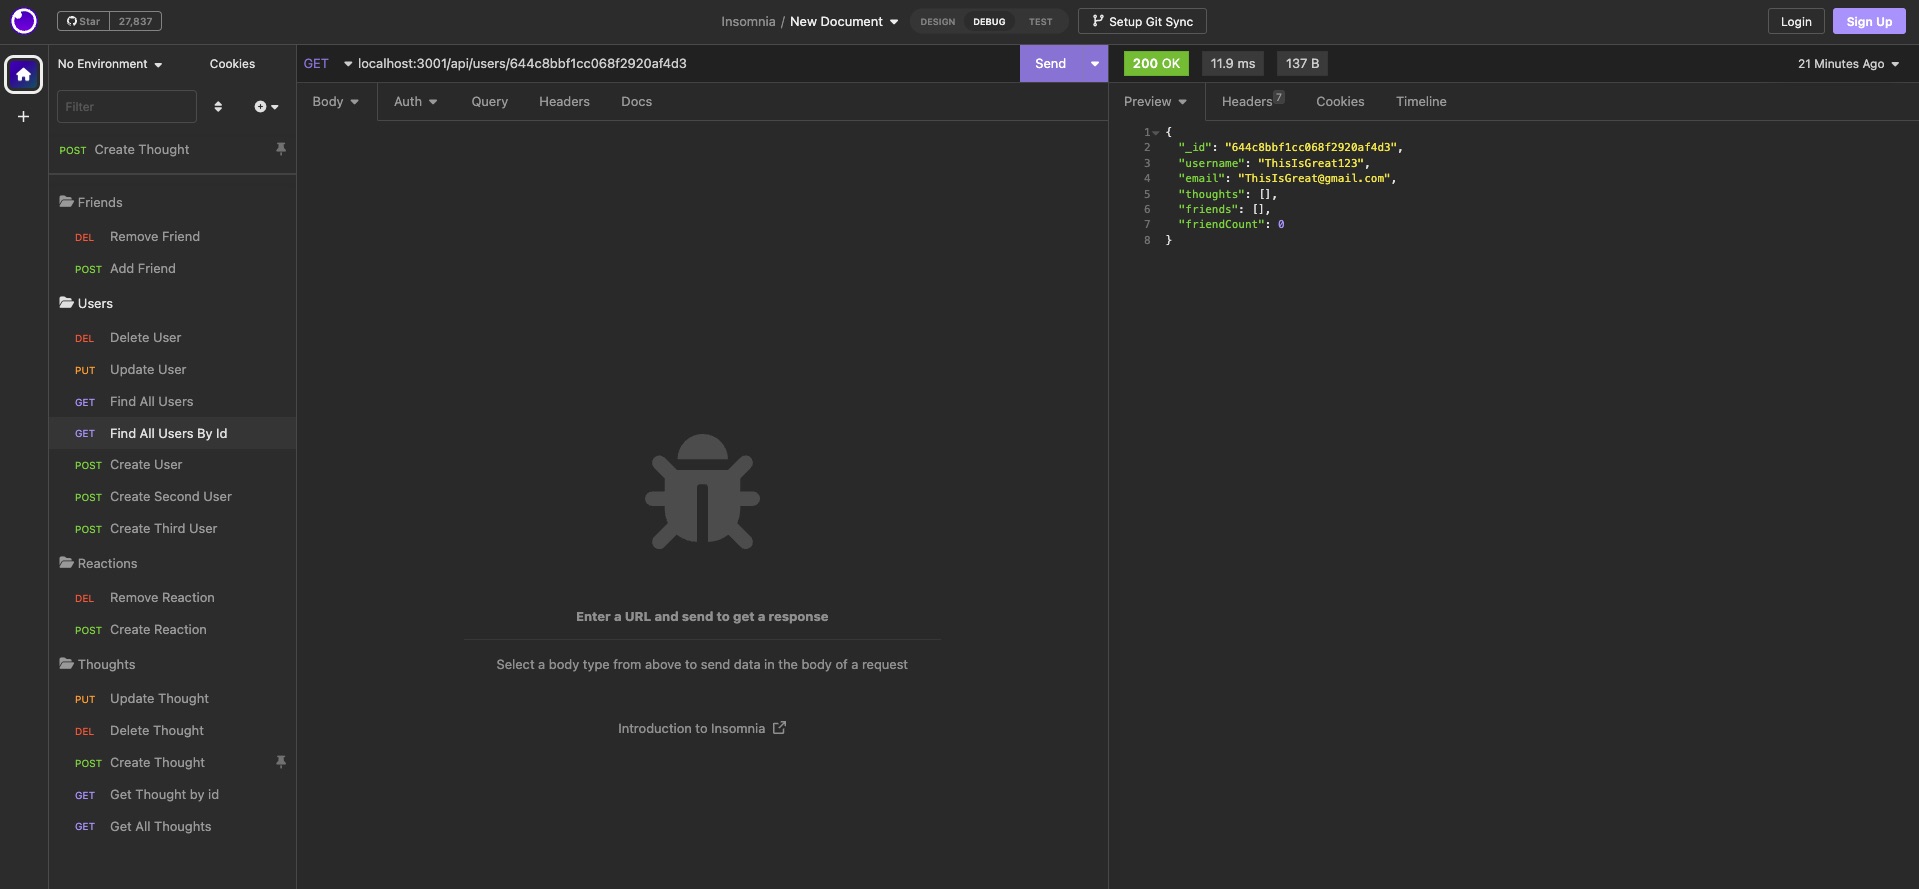 Star 27,837
Insomnia / New Document
DESIGN DEBUG TEST
Setup Git Sync
Login
Sign Up
No Environment
Cookies
GET localhost:3001/api/users/644c8bbf1cc068f2920af4d3
Send
200 OK 11.9 ms 137 B
21 Minutes Ago
Filter
Body Auth Query Headers Docs
Preview Headers 7 Cookies Timeline
POST Create Thought
Friends
DEL Remove Friend
POST Add Friend
Users
DEL Delete User
PUT Update User
GET Find All Users
GET Find All Users By Id
POST Create User
POST Create Second User
POST Create Third User
Reactions
DEL Remove Reaction
POST Create Reaction
Thoughts
PUT Update Thought
DEL Delete Thought
POST Create Thought
GET Get Thought by id
GET Get All Thoughts
Enter a URL and send to get a response
Select a body type from above to send data in the body of a request
Introduction to Insomnia
1 {
2 "_id": "644c8bbf1cc068f2920af4d3",
3 "username": "ThisIsGreat123",
4 "email": "ThisIsGreat@gmail.com",
5 "thoughts": [],
6 "friends": [],
7 "friendCount": 0
8 }